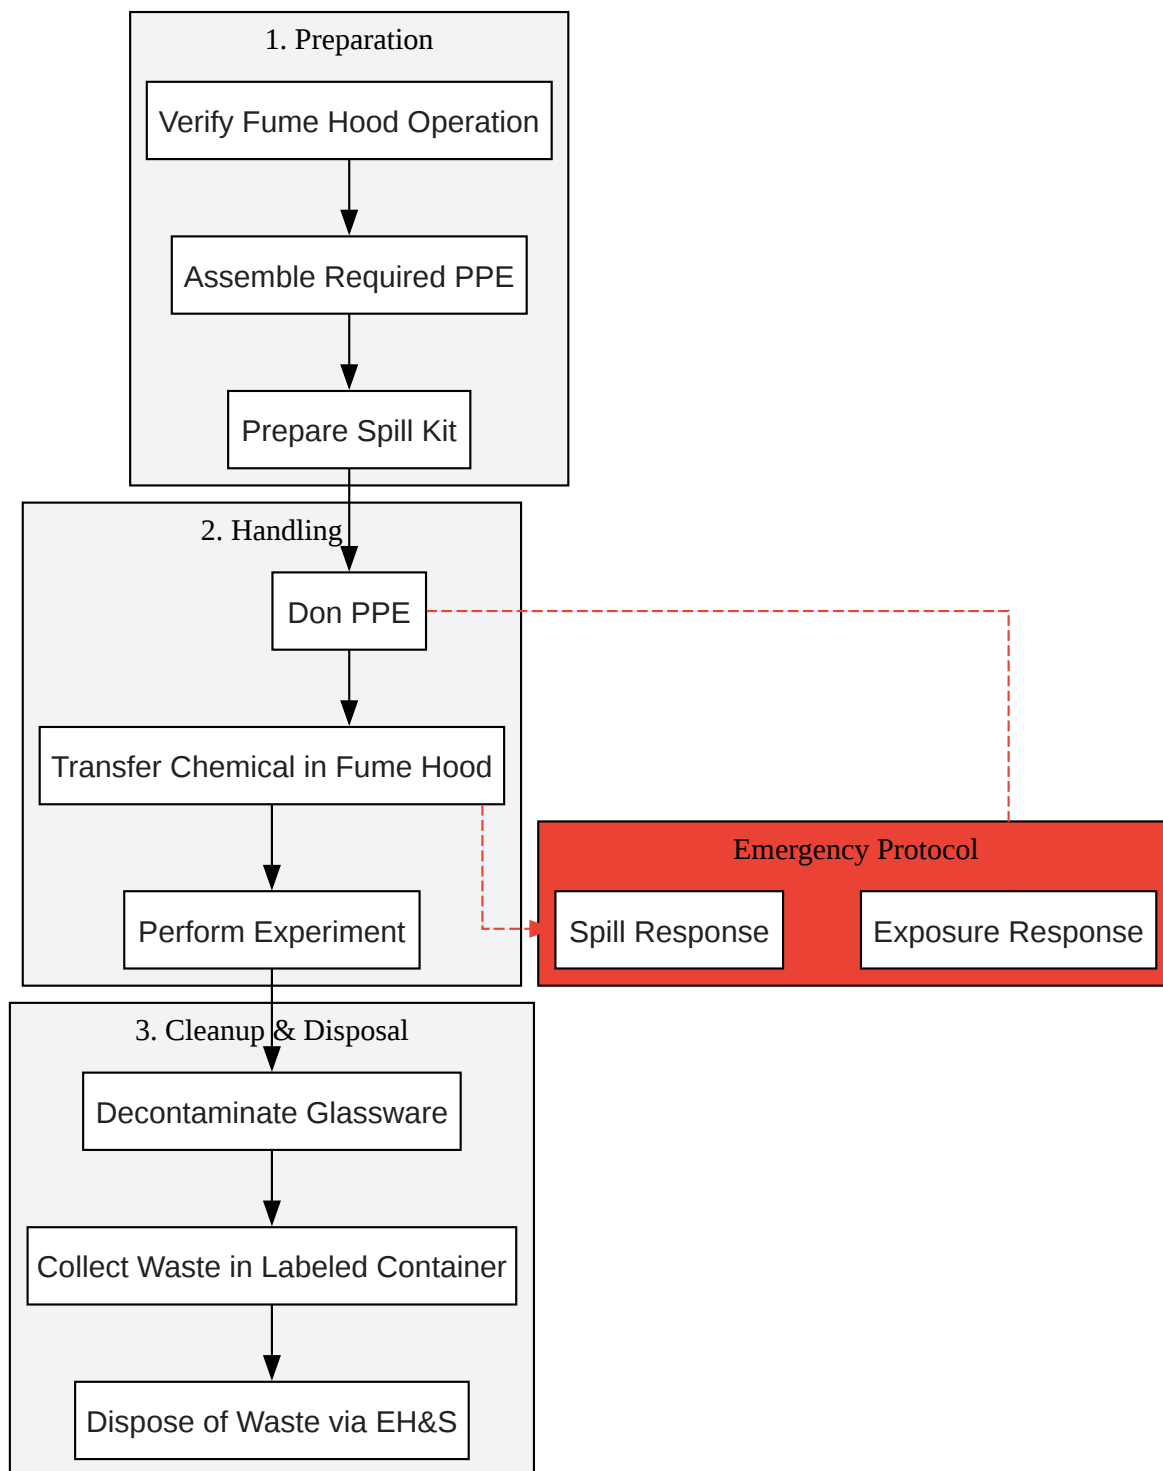 1. Preparation
Verify Fume Hood Operation
Assemble Required PPE
Prepare Spill Kit
2. Handling
Don PPE
Transfer Chemical in Fume Hood
Perform Experiment
Emergency Protocol
Spill Response
Exposure Response
3. Cleanup & Disposal
Decontaminate Glassware
Collect Waste in Labeled Container
Dispose of Waste via EH&S